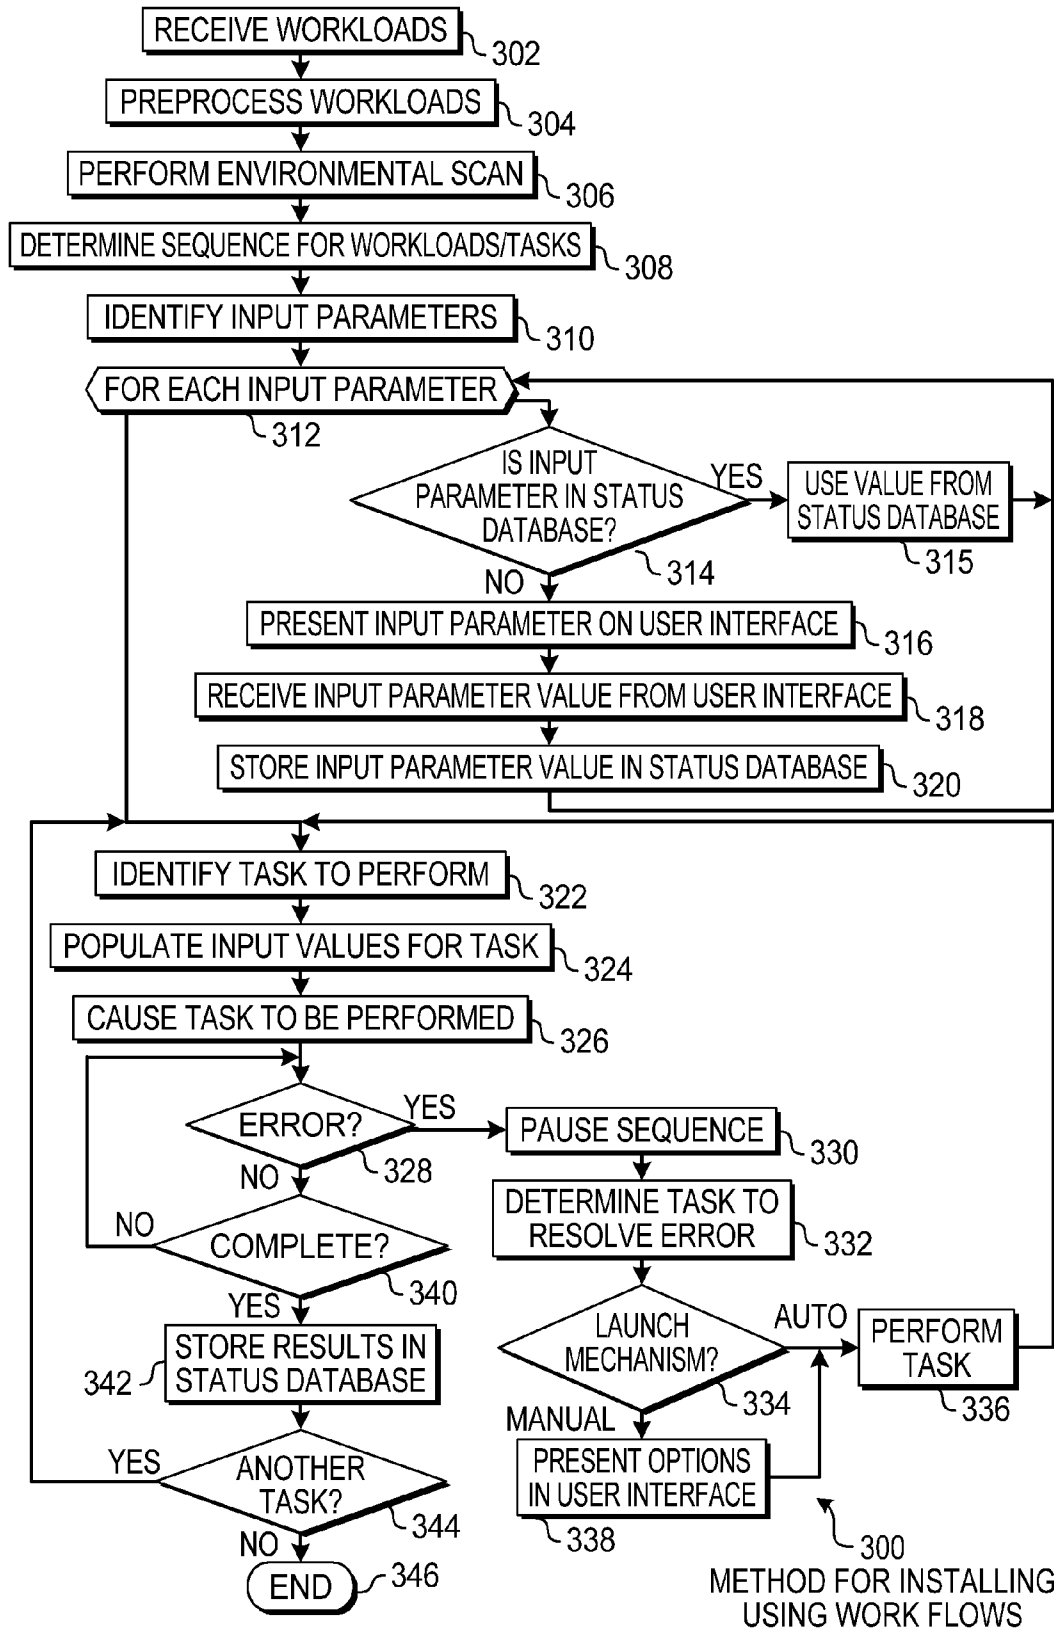 RECEIVE WORKLOADS
302
PREPROCESS WORKLOADS
304
PERFORM ENVIRONMENTAL SCAN
306
DETERMINE SEQUENCE FOR WORKLOADS/TASKS
308
IDENTIFY INPUT PARAMETERS
310
FOR EACH INPUT PARAMETER
312
IS INPUT
PARAMETER IN STATUS
DATABASE?
314
YES
USE VALUE FROM
STATUS DATABASE
315
NO
PRESENT INPUT PARAMETER ON USER INTERFACE
316
RECEIVE INPUT PARAMETER VALUE FROM USER INTERFACE
318
STORE INPUT PARAMETER VALUE IN STATUS DATABASE
320
IDENTIFY TASK TO PERFORM
322
POPULATE INPUT VALUES FOR TASK
324
CAUSE TASK TO BE PERFORMED
326
ERROR?
328
YES
PAUSE SEQUENCE
330
DETERMINE TASK TO
RESOLVE ERROR
332
LAUNCH
MECHANISM?
334
AUTO
PERFORM
TASK
336
MANUAL
PRESENT OPTIONS
IN USER INTERFACE
338
NO
COMPLETE?
340
NO
YES
STORE RESULTS IN
STATUS DATABASE
342
ANOTHER
TASK?
344
YES
NO
END
346
300
METHOD FOR INSTALLING
USING WORK FLOWS